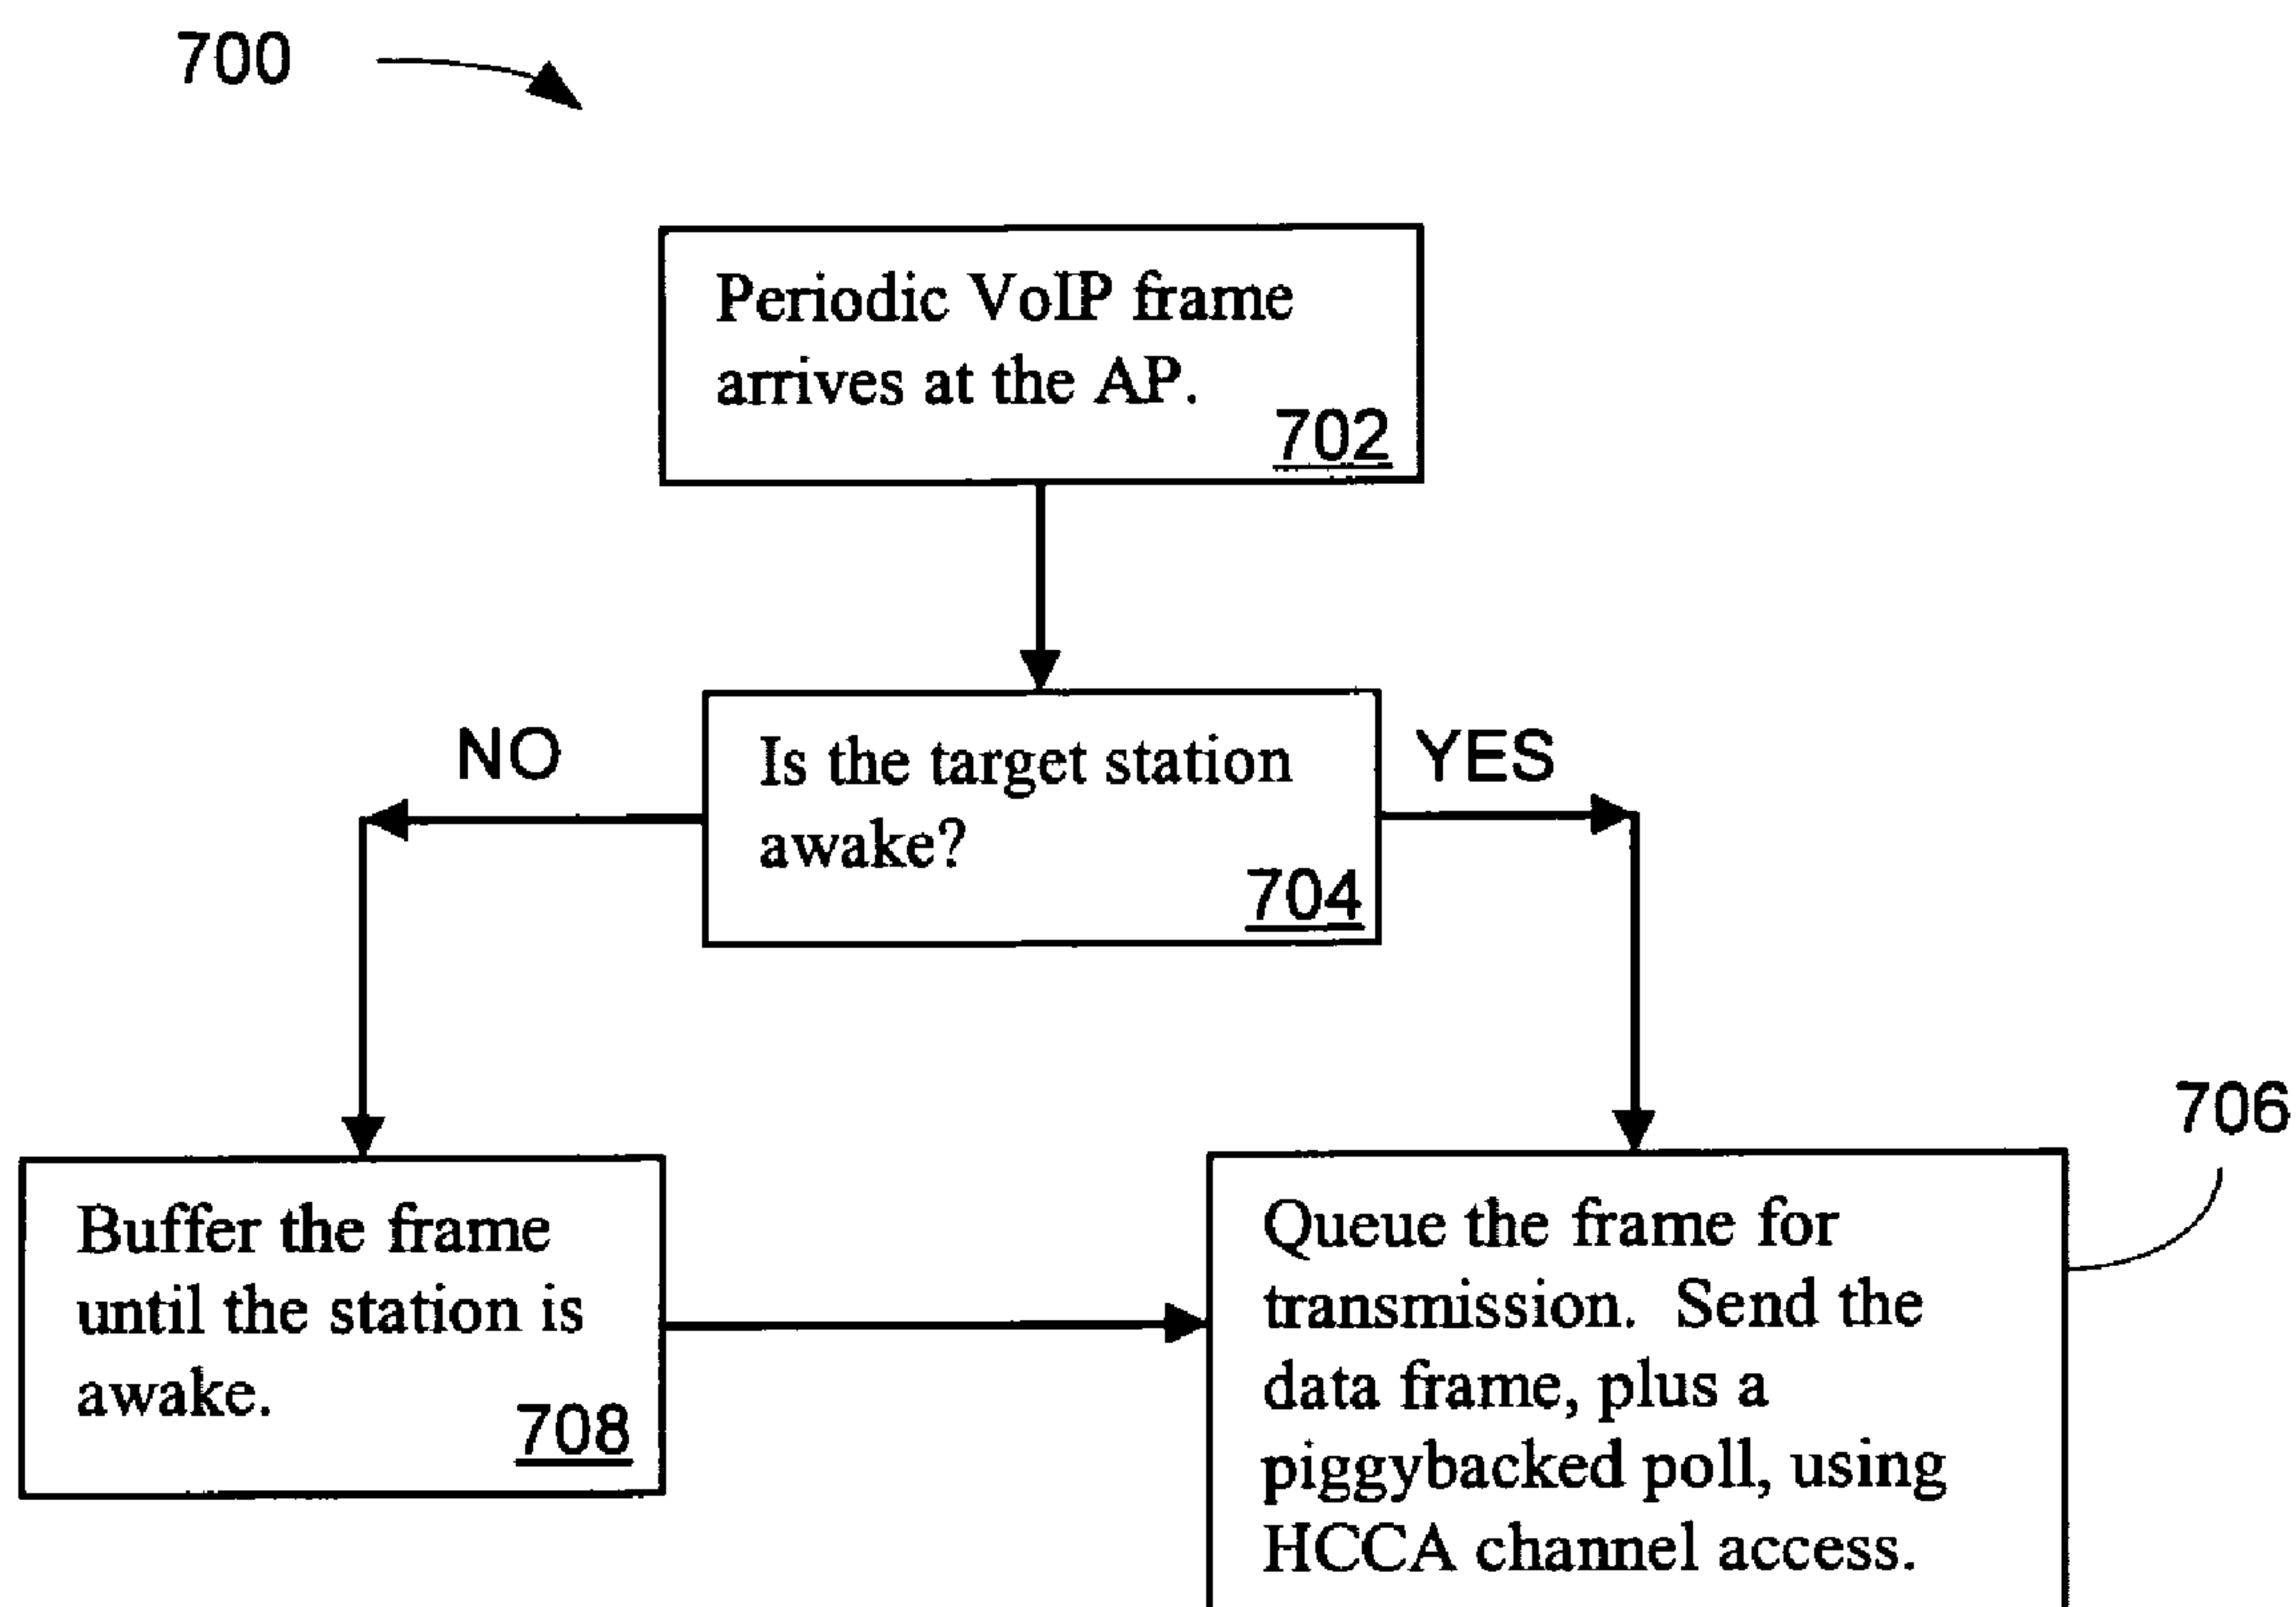 700
Periodic VoIP frame
arrives at the AP.
702
NO
YES
Is the target station
awake?
704
706
Buffer the frame
until the station is
awake.
708
Queue the frame for
transmission.  Send the
data frame, plus a
piggybacked poll, using
HCCA channel access.